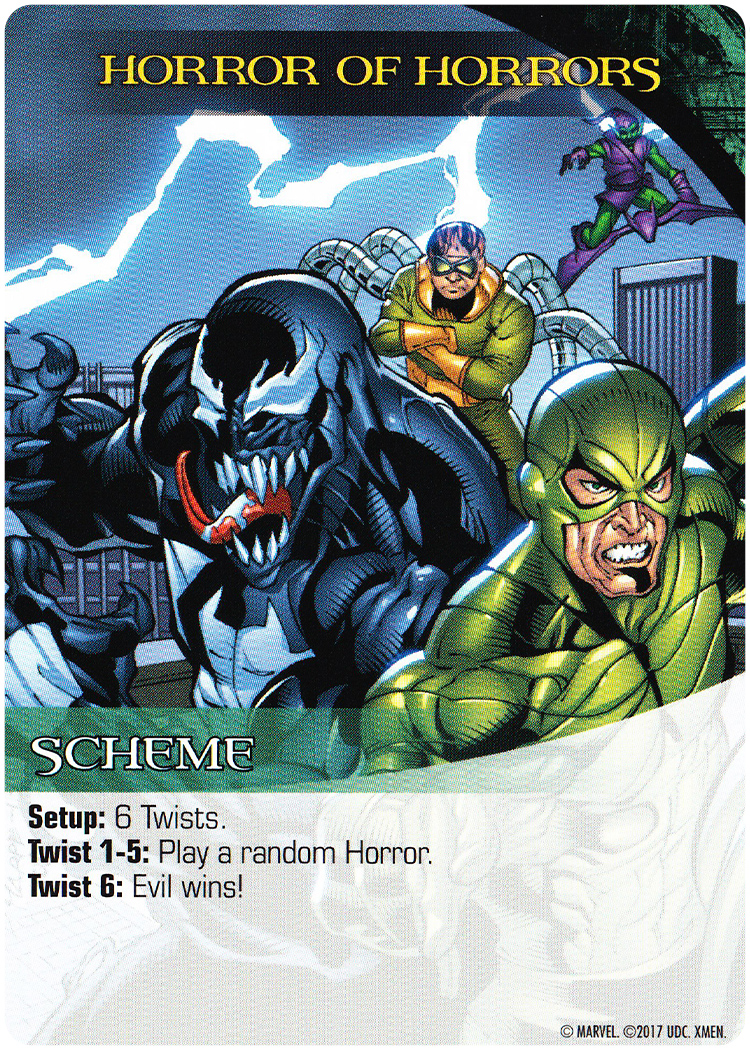 HORROR OF HORRORS
SCHEME
Setup: 6 Twists.
Twist 1-5: Play a random Horror.
Twist 6: Evil wins!
© MARVEL. ©2017 UDC. XMEN.